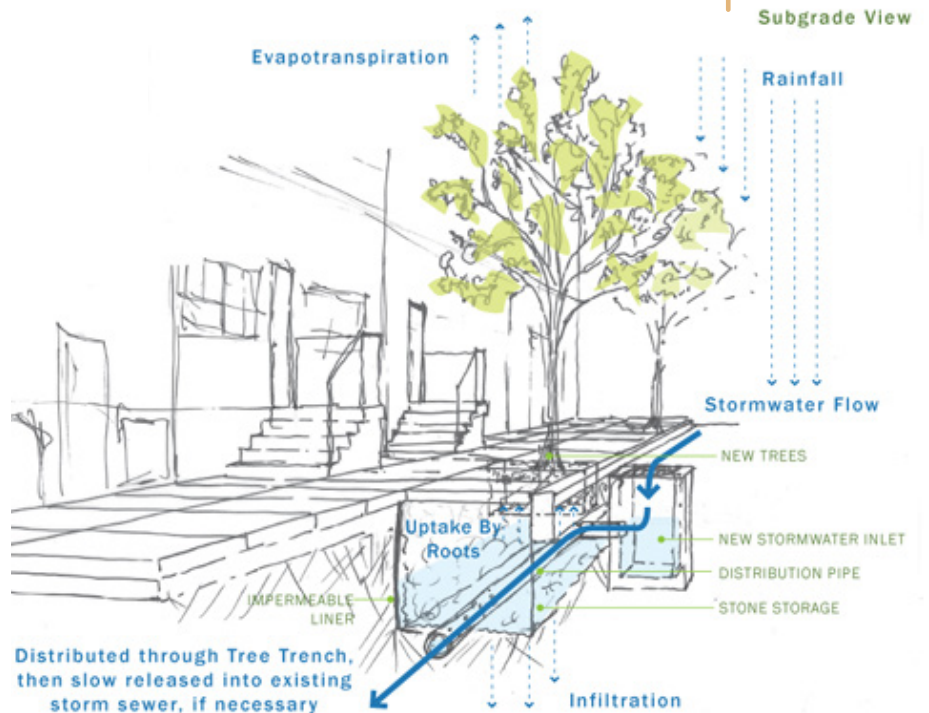 Subgrade View
Evapotranspiration
Rainfall
Stormwater Flow
NEW TREES
Uptake By
Roots
NEW STORMWATER INLET
DISTRIBUTION PIPE
IMPERMEABLE
LINER
STONE STORAGE
Distributed through Tree Trench,
then slow released into existing
storm sewer, if necessary
Infiltration